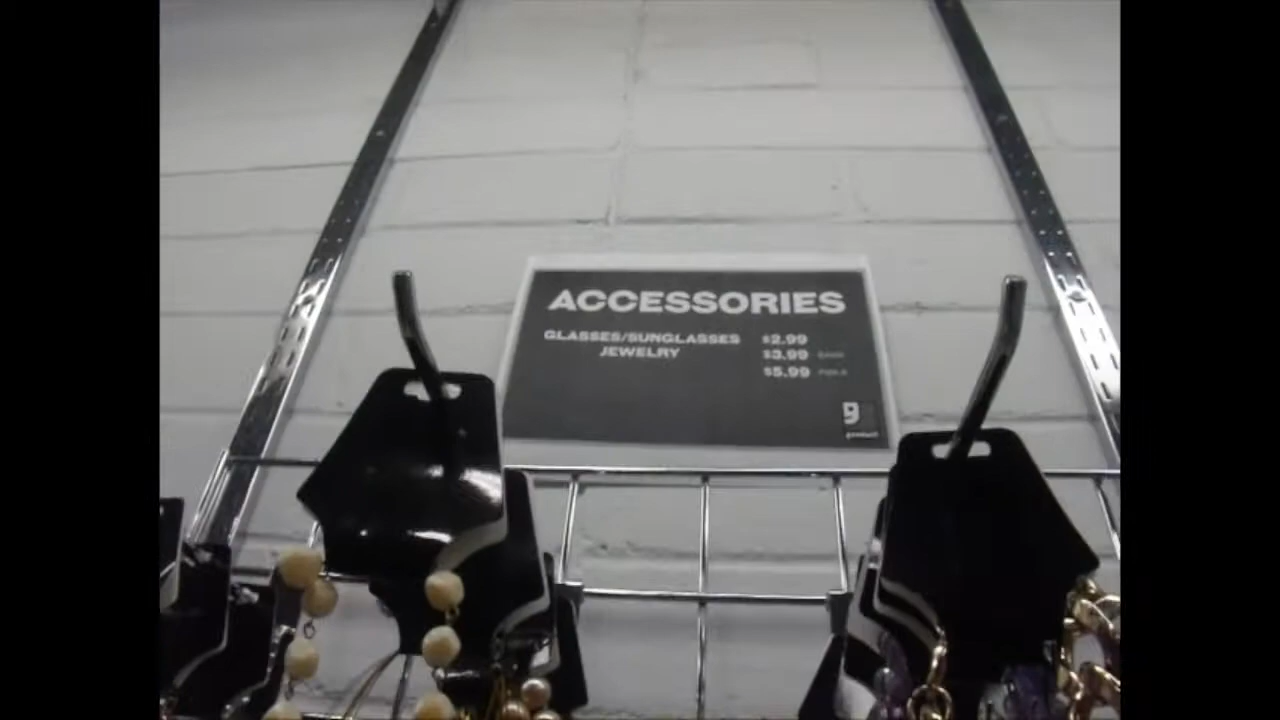 ACCESSORIES
GLASSES/SUNGLASSES $2.99
JEWELRY $3.99
$5.99
g